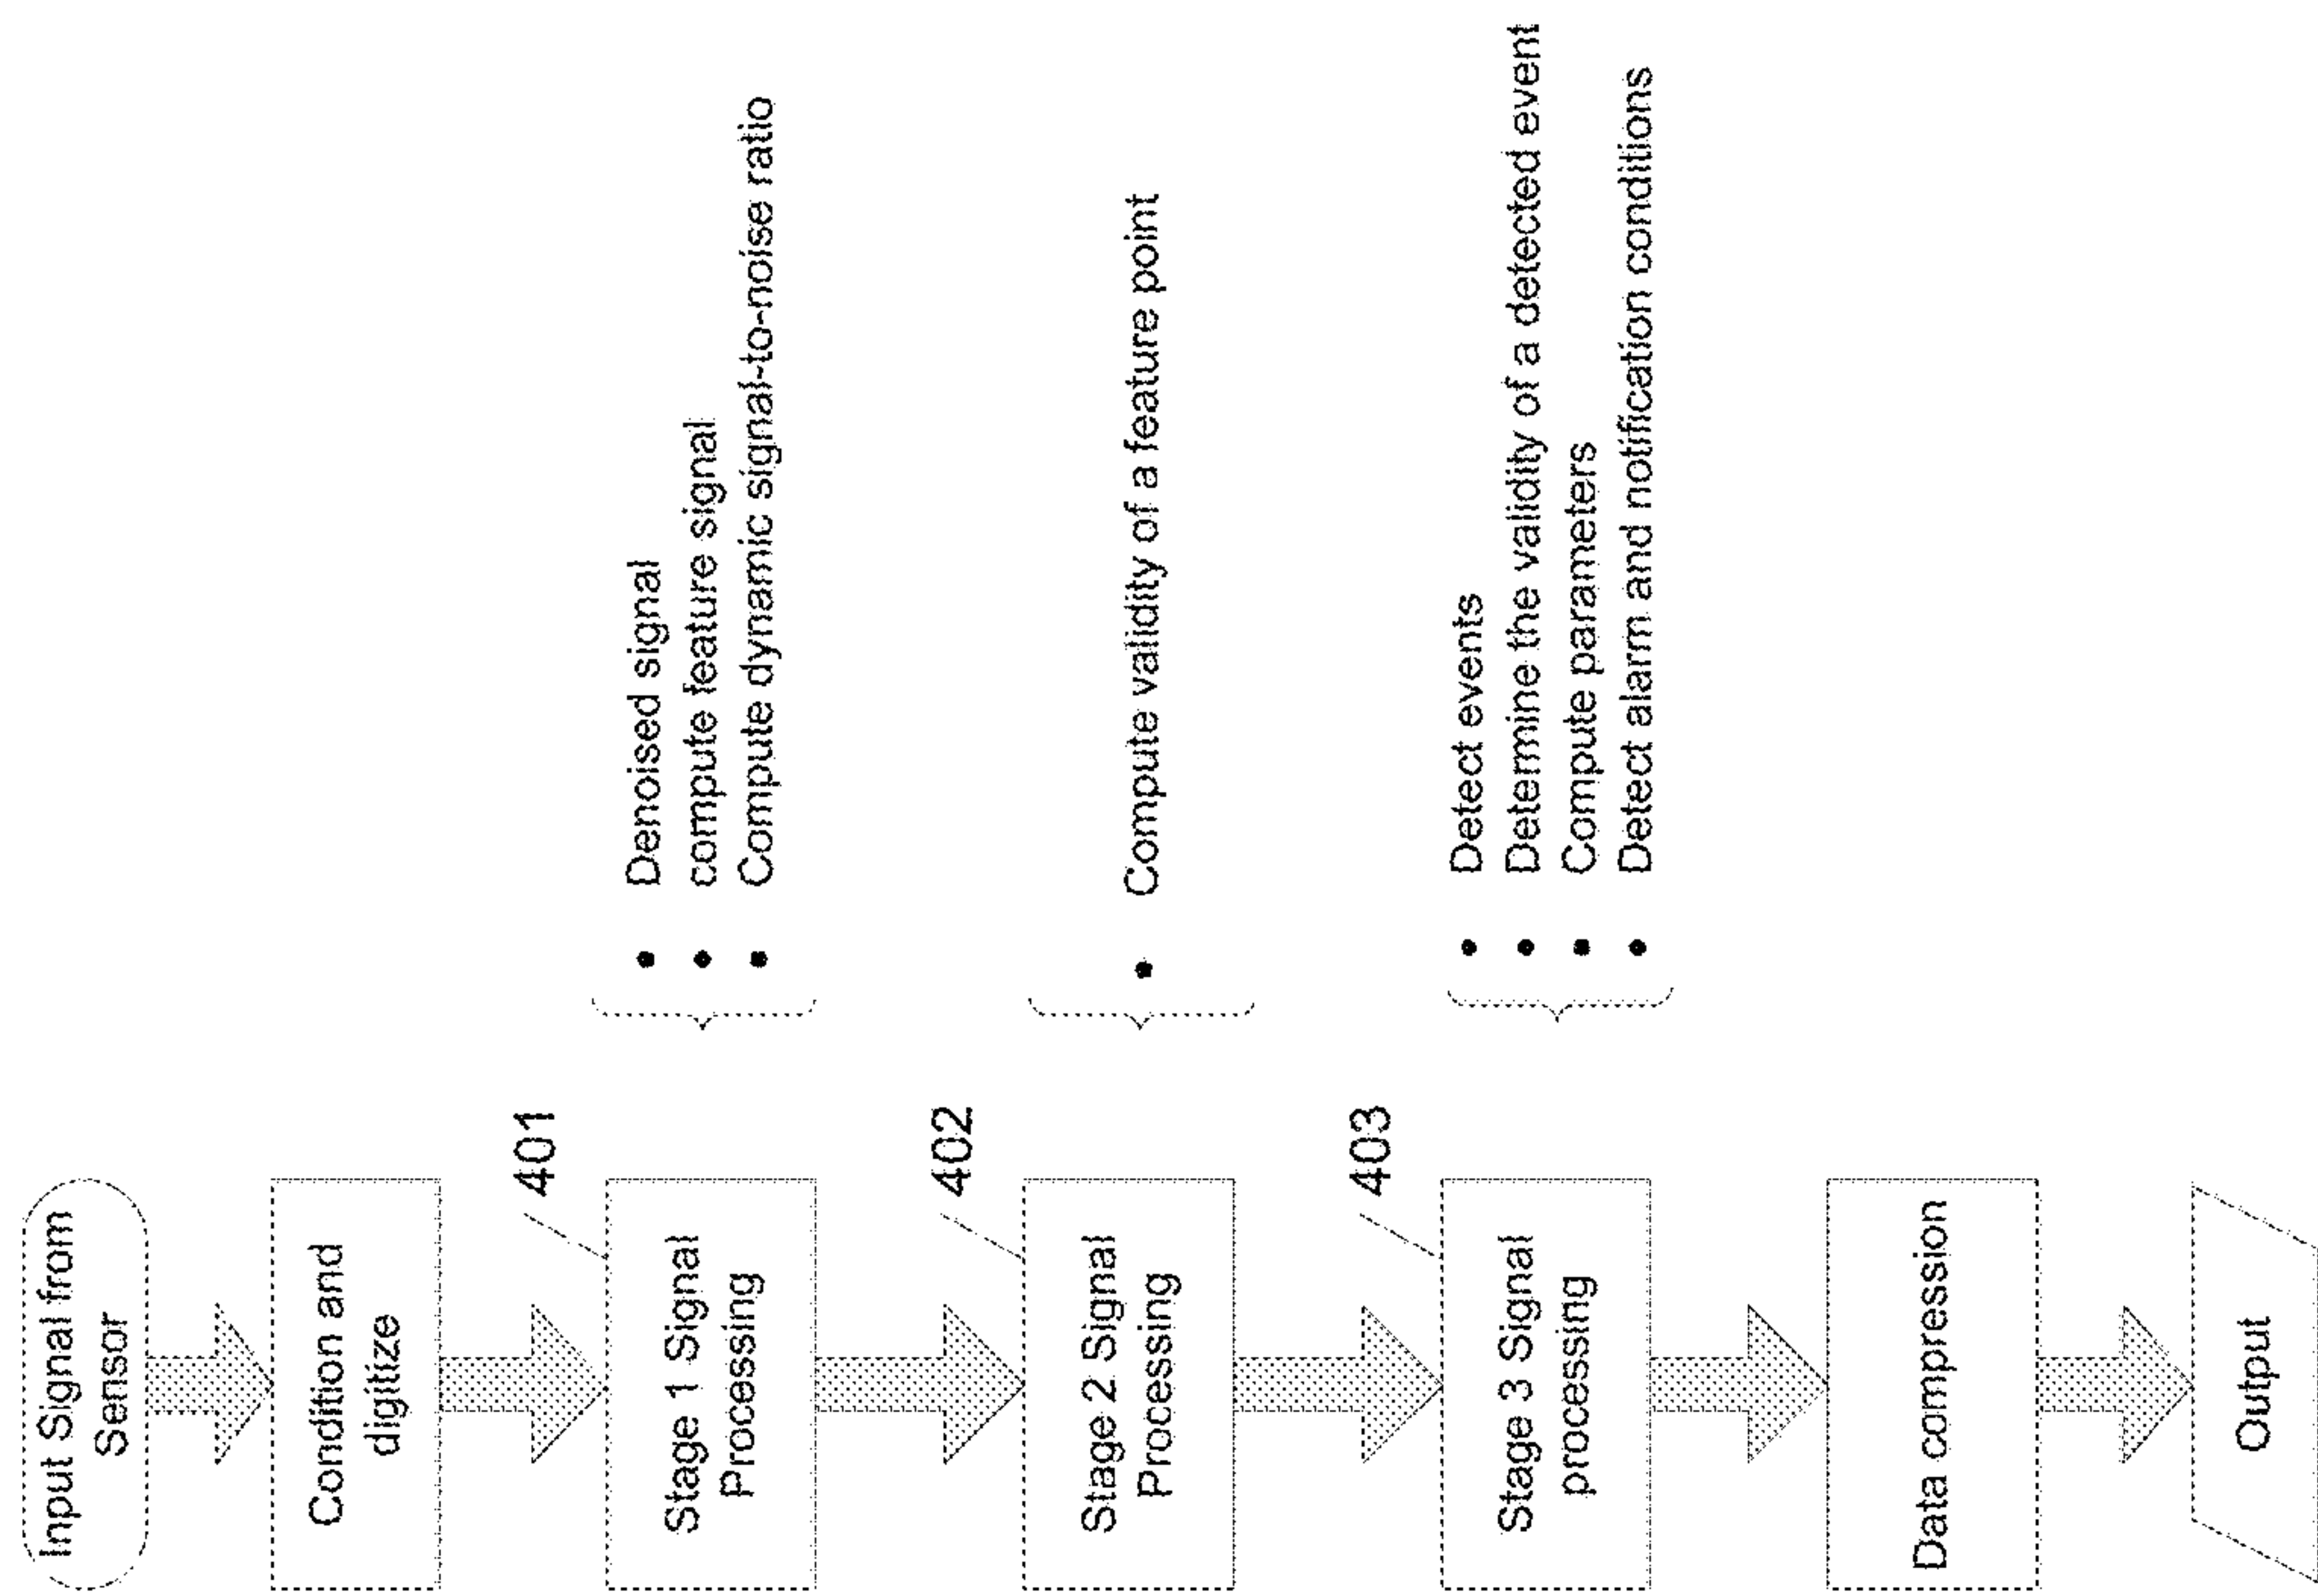 Input Signal from
Sensor
Condition and
digitize
401
Stage 1 Signal
Processing
• Denoised signal
• compute feature signal
• Compute dynamic signal-to-noise ratio
402
Stage 2 Signal
Processing
• Compute validity of a feature point
403
Stage 3 Signal
processing
• Detect events
• Determine the validity of a detected event
• Compute parameters
• Detect alarm and notification conditions
Data compression
Output